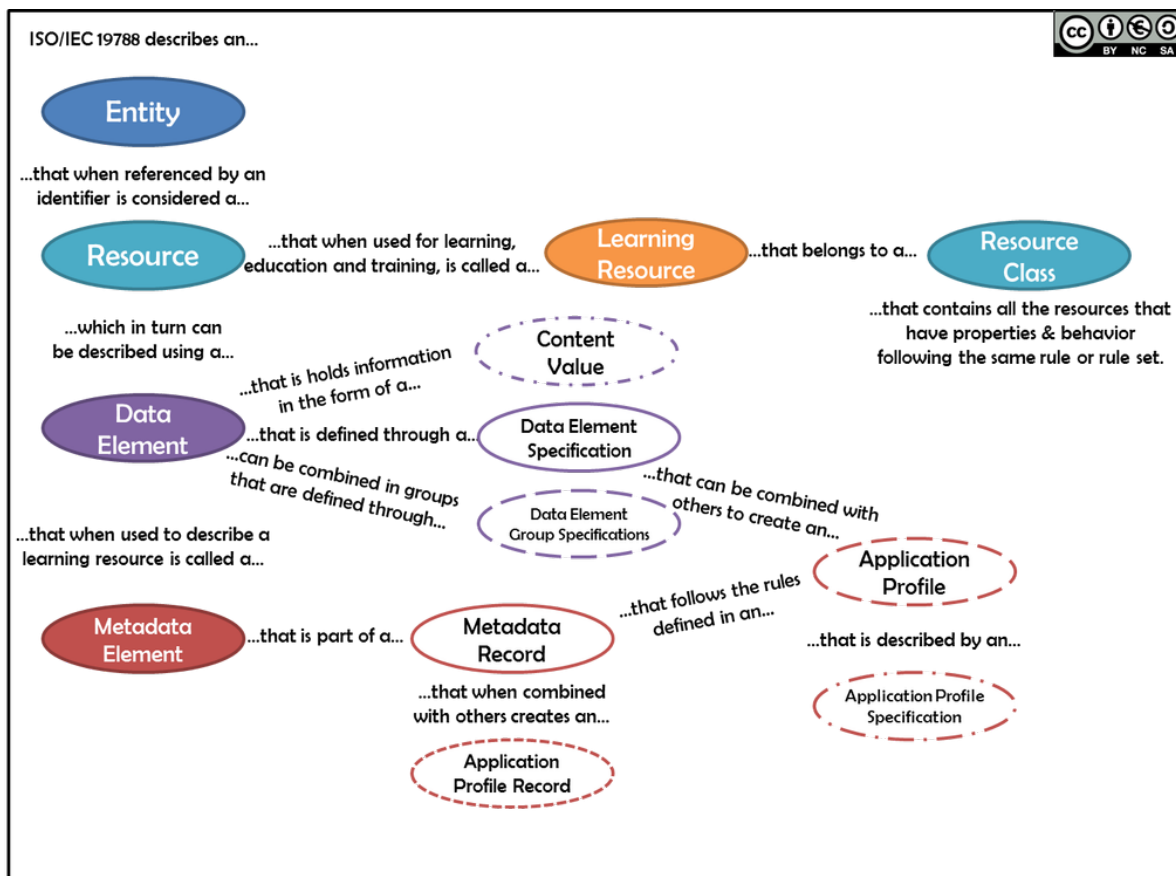 ISO/IEC 19788 describes an...
cc
BY NC SA
Entity
...that when referenced by an
identifier is considered a...
Resource
...that when used for learning,
education and training, is called a...
Learning
Resource
...that belongs to a...
Resource
Class
...that contains all the resources that
have properties & behavior
following the same rule or rule set.
...which in turn can
be described using a...
...that is holds information
in the form of a...
Content
Value
Data
Element
...that is defined through a...
Data Element
Specification
...can be combined in groups
that are defined through...
Data Element
Group Specifications
...that can be combined with
others to create an...
Application
Profile
...that when used to describe a
learning resource is called a...
Metadata
Element
...that is part of a...
Metadata
Record
...that follows the rules
defined in an...
...that is described by an...
Application Profile
Specification
...that when combined
with others creates an...
Application
Profile Record